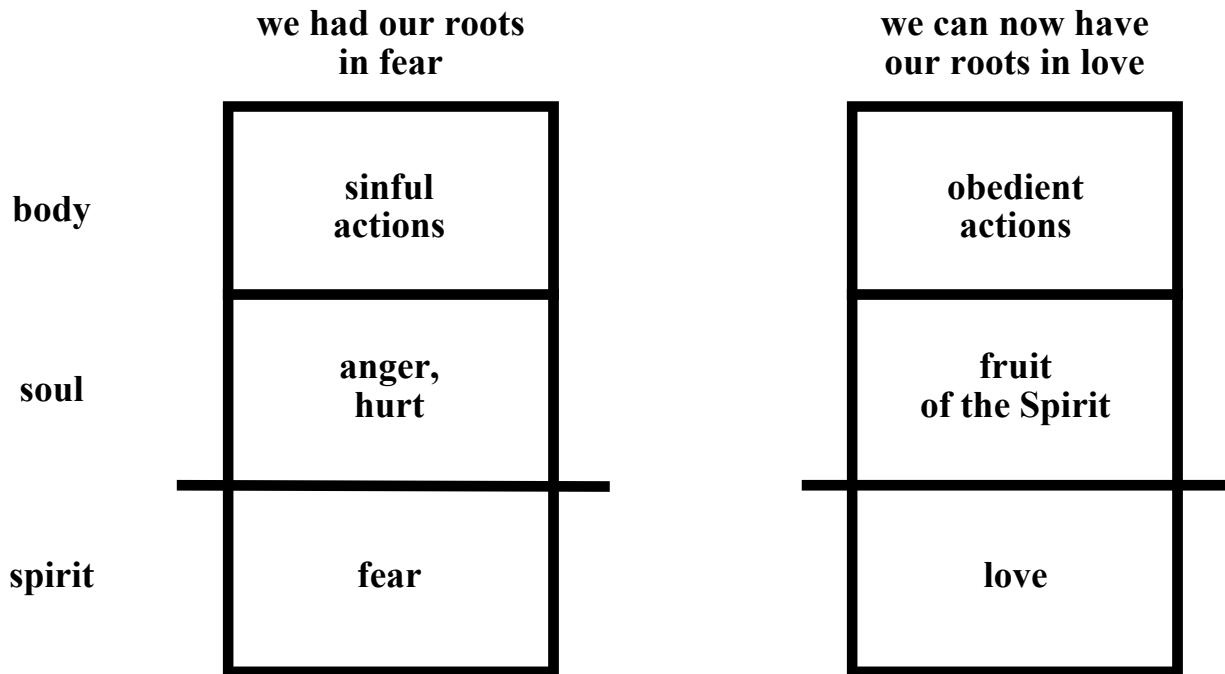 we had our roots
in fear
we can now have
our roots in love
body
sinful
actions
obedient
actions
soul
anger,
hurt
fruit
of the Spirit
spirit
fear
love